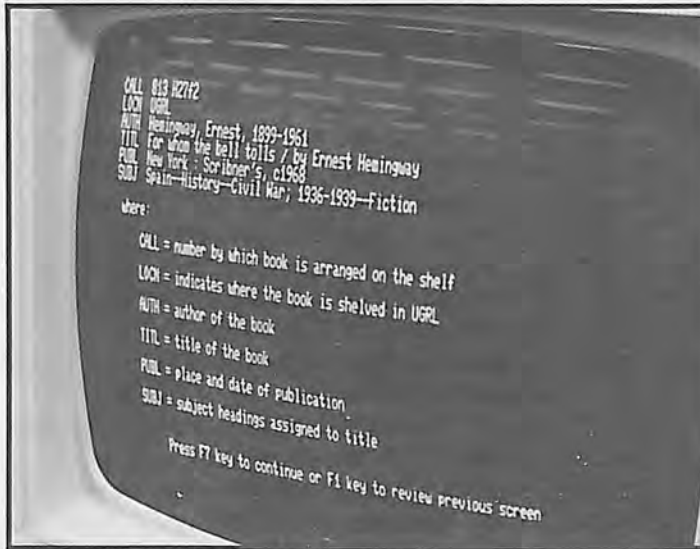 CALL 813 H27f2
LOCN UGRL
AUTH Hemingway, Ernest, 1899-1961
TITL For whom the bell tolls / by Ernest Hemingway
PUBL New York : Scribner's, c1968
SUBJ Spain--History--Civil War, 1936-1939--Fiction
where:
CALL = number by which book is arranged on the shelf
LOCN = indicates where the book is shelved in UGRL
AUTH = author of the book
TITL = title of the book
PUBL = place and date of publication
SUBJ = subject headings assigned to title
Press F7 key to continue or F1 key to review previous screen